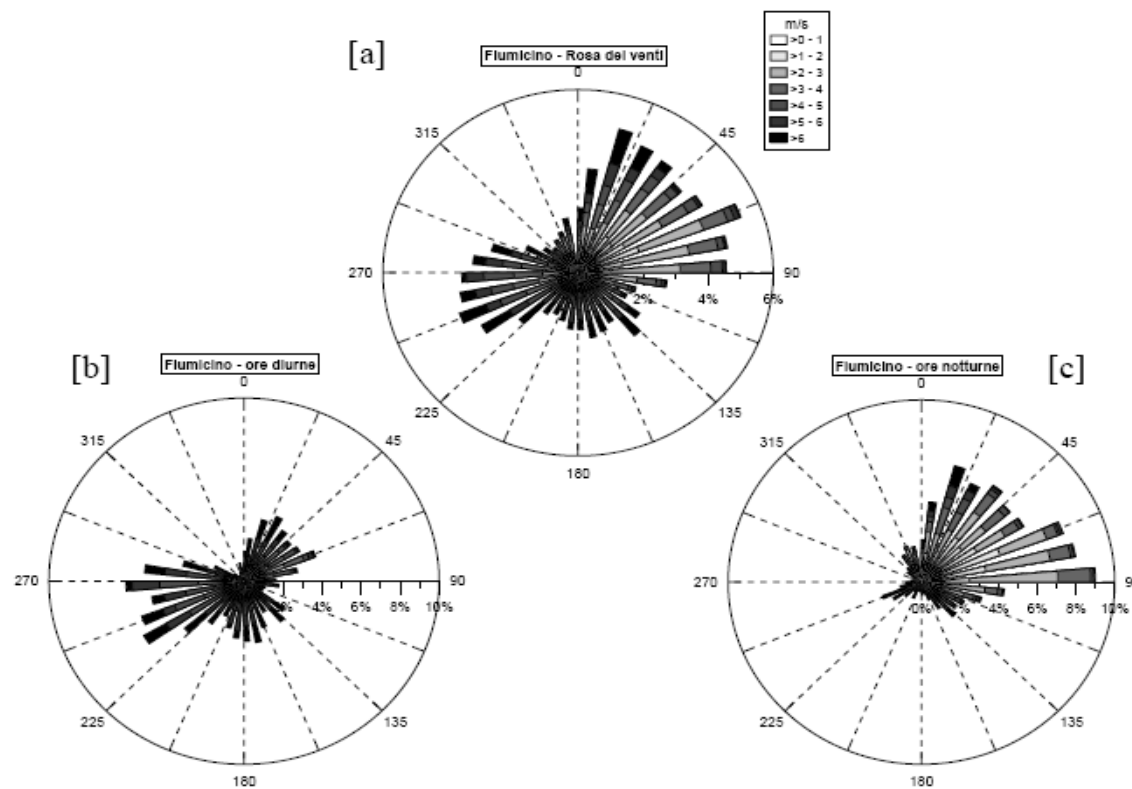 [a]
Fiumicino - Rosa dei venti
m/s
>0 - 1
>1 - 2
>2 - 3
>3 - 4
>4 - 5
>5 - 6
>6
0
45
90
135
180
225
270
315
2%
4%
6%
[b]
Fiumicino - ore diurne
0
45
90
135
180
225
270
315
4%
6%
8%
10%
[c]
Fiumicino - ore notturne
0
45
9
135
180
225
270
315
0%
4%
6%
8%
10%